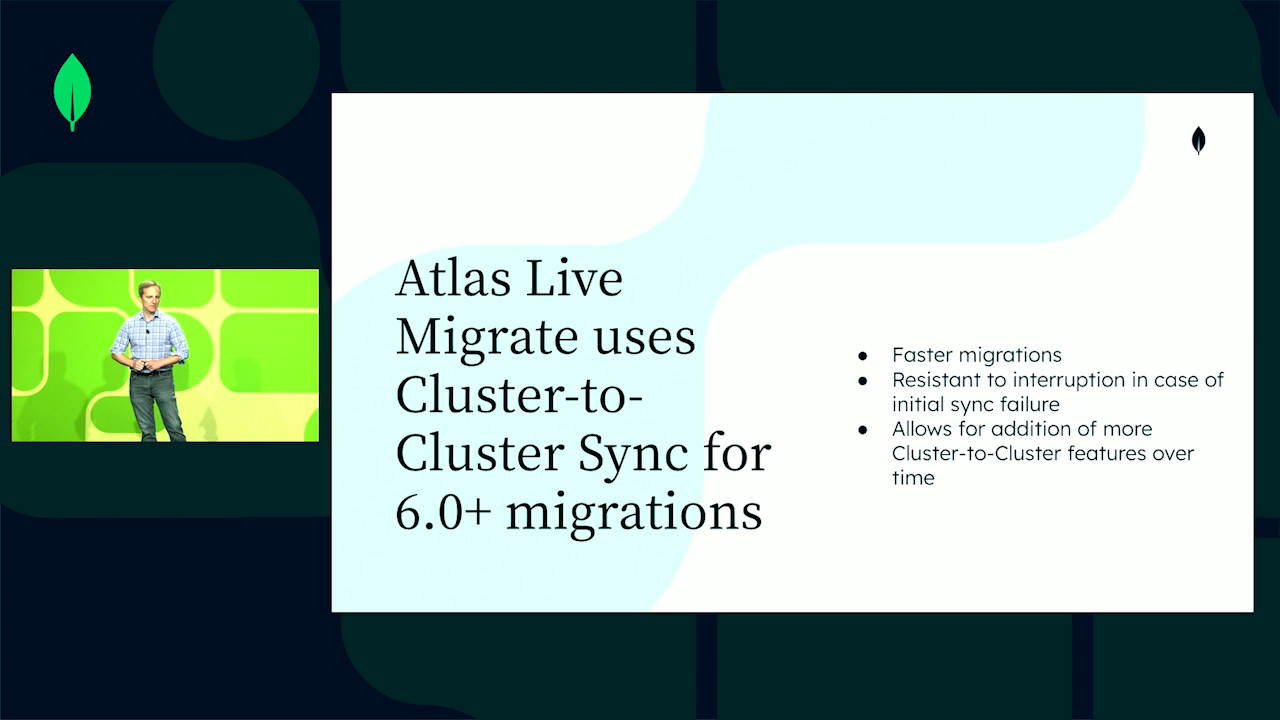 Atlas Live
Migrate uses
Cluster-to-
Cluster Sync for
6.0+ migrations
● Faster migrations
● Resistant to interruption in case of
initial sync failure
● Allows for addition of more
Cluster-to-Cluster features over
time